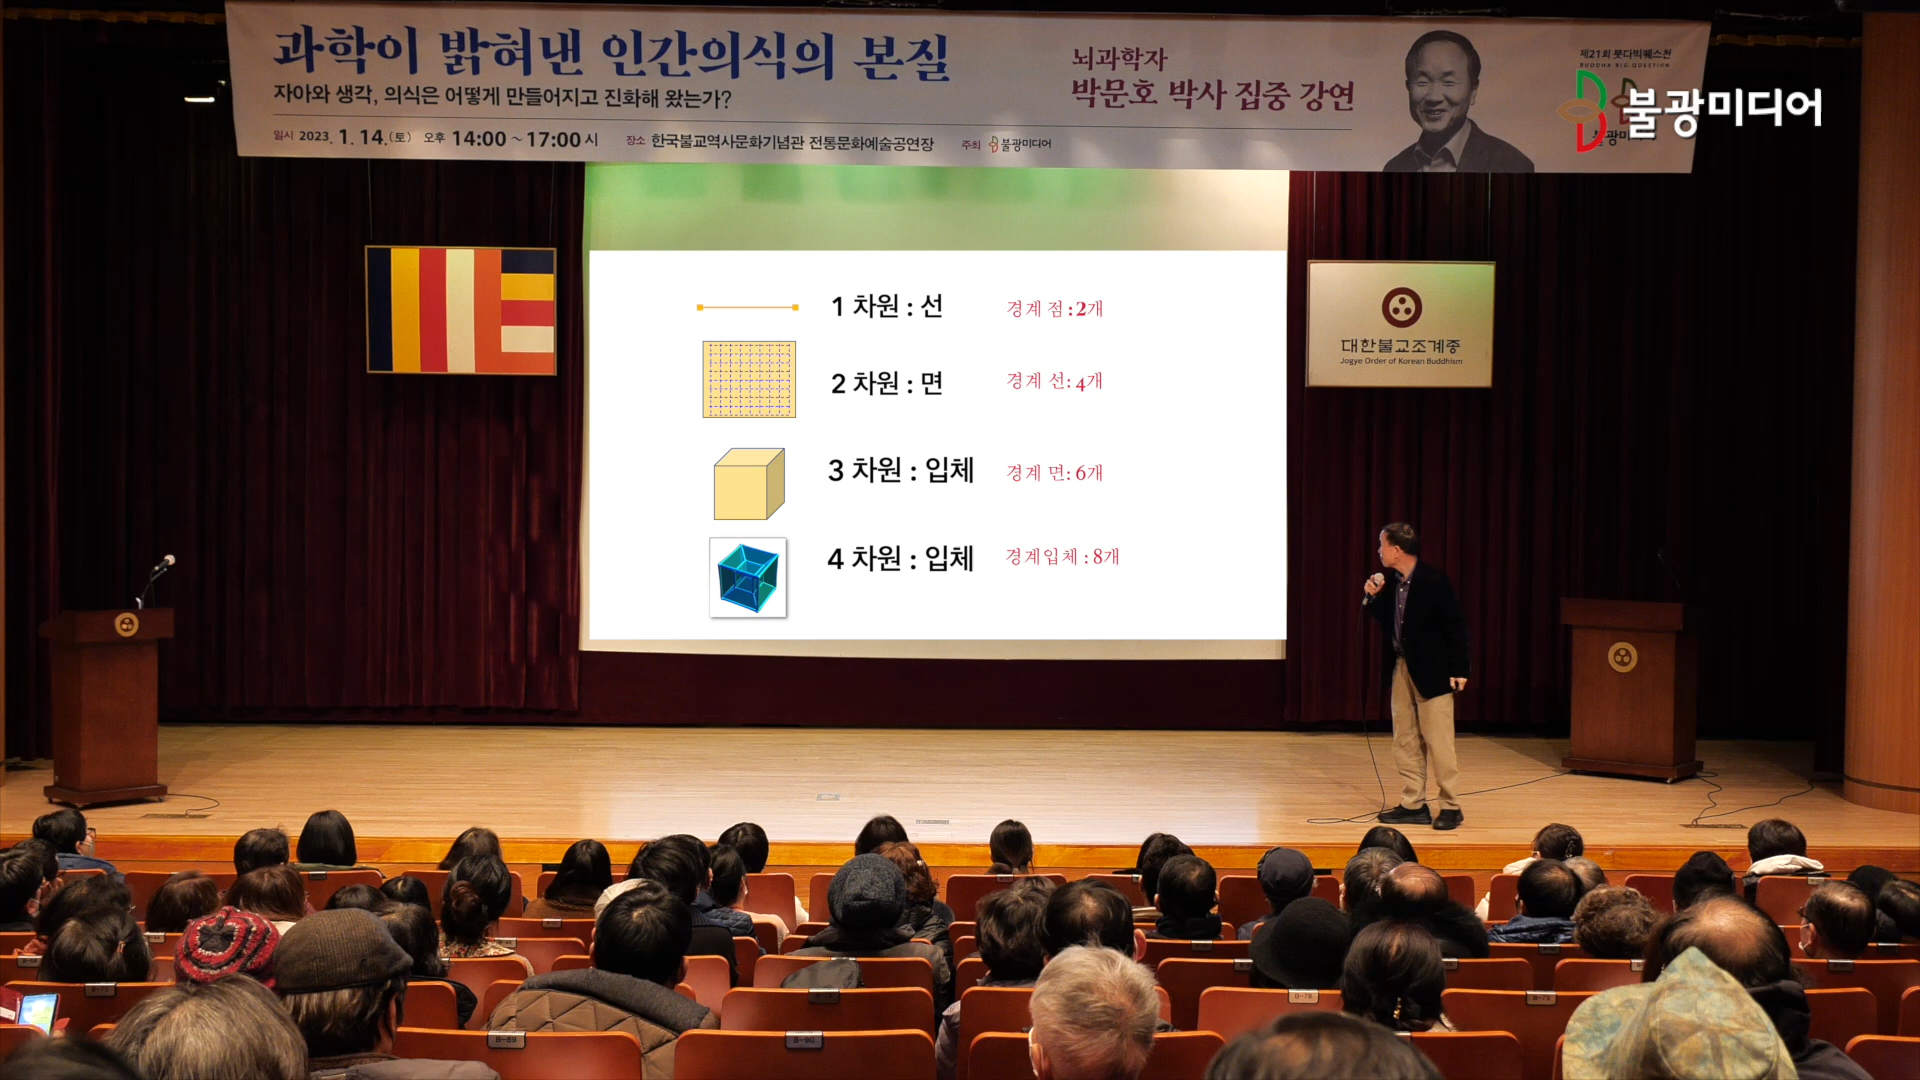 과학이 밝혀낸 인간의식의 본질
자아와 생각, 의식은 어떻게 만들어지고 진화해 왔는가?
일시 2023. 1. 14.(토) 오후 14:00 ~ 17:00 시 장소 한국불교역사문화기념관 전통문화예술공연장 주최 불광미디어
뇌과학자
박문호 박사 집중 강연
제21회 붓다빅퀘스천
BUDDHA BIG QUESTION
불광미디어
1 차원 : 선 경계 점 : 2개
2 차원 : 면 경계 선: 4개
3 차원 : 입체 경계 면: 6개
4 차원 : 입체 경계입체 : 8개
대한불교조계종
Jogye Order of Korean Buddhism
B-78
B-79
B-89
B-90